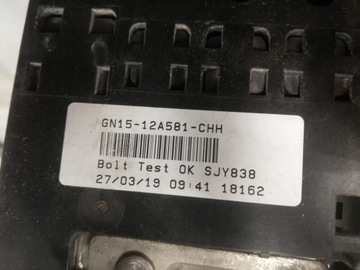 GN15-12A581-CHH
Bolt Test OK SJY838
27/03/19 09:41 18162